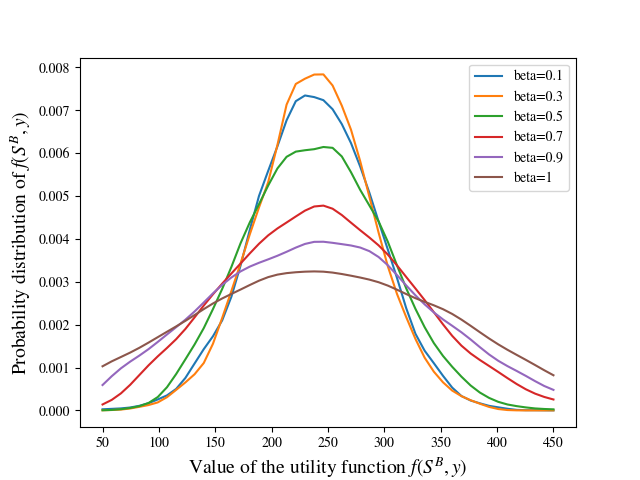 0.008
0.007
0.006
0.005
0.004
0.003
0.002
0.001
0.000
Probability distribution of f(S^B, y)
beta=0.1
beta=0.3
beta=0.5
beta=0.7
beta=0.9
beta=1
50 100 150 200 250 300 350 400 450
Value of the utility function f(S^B, y)